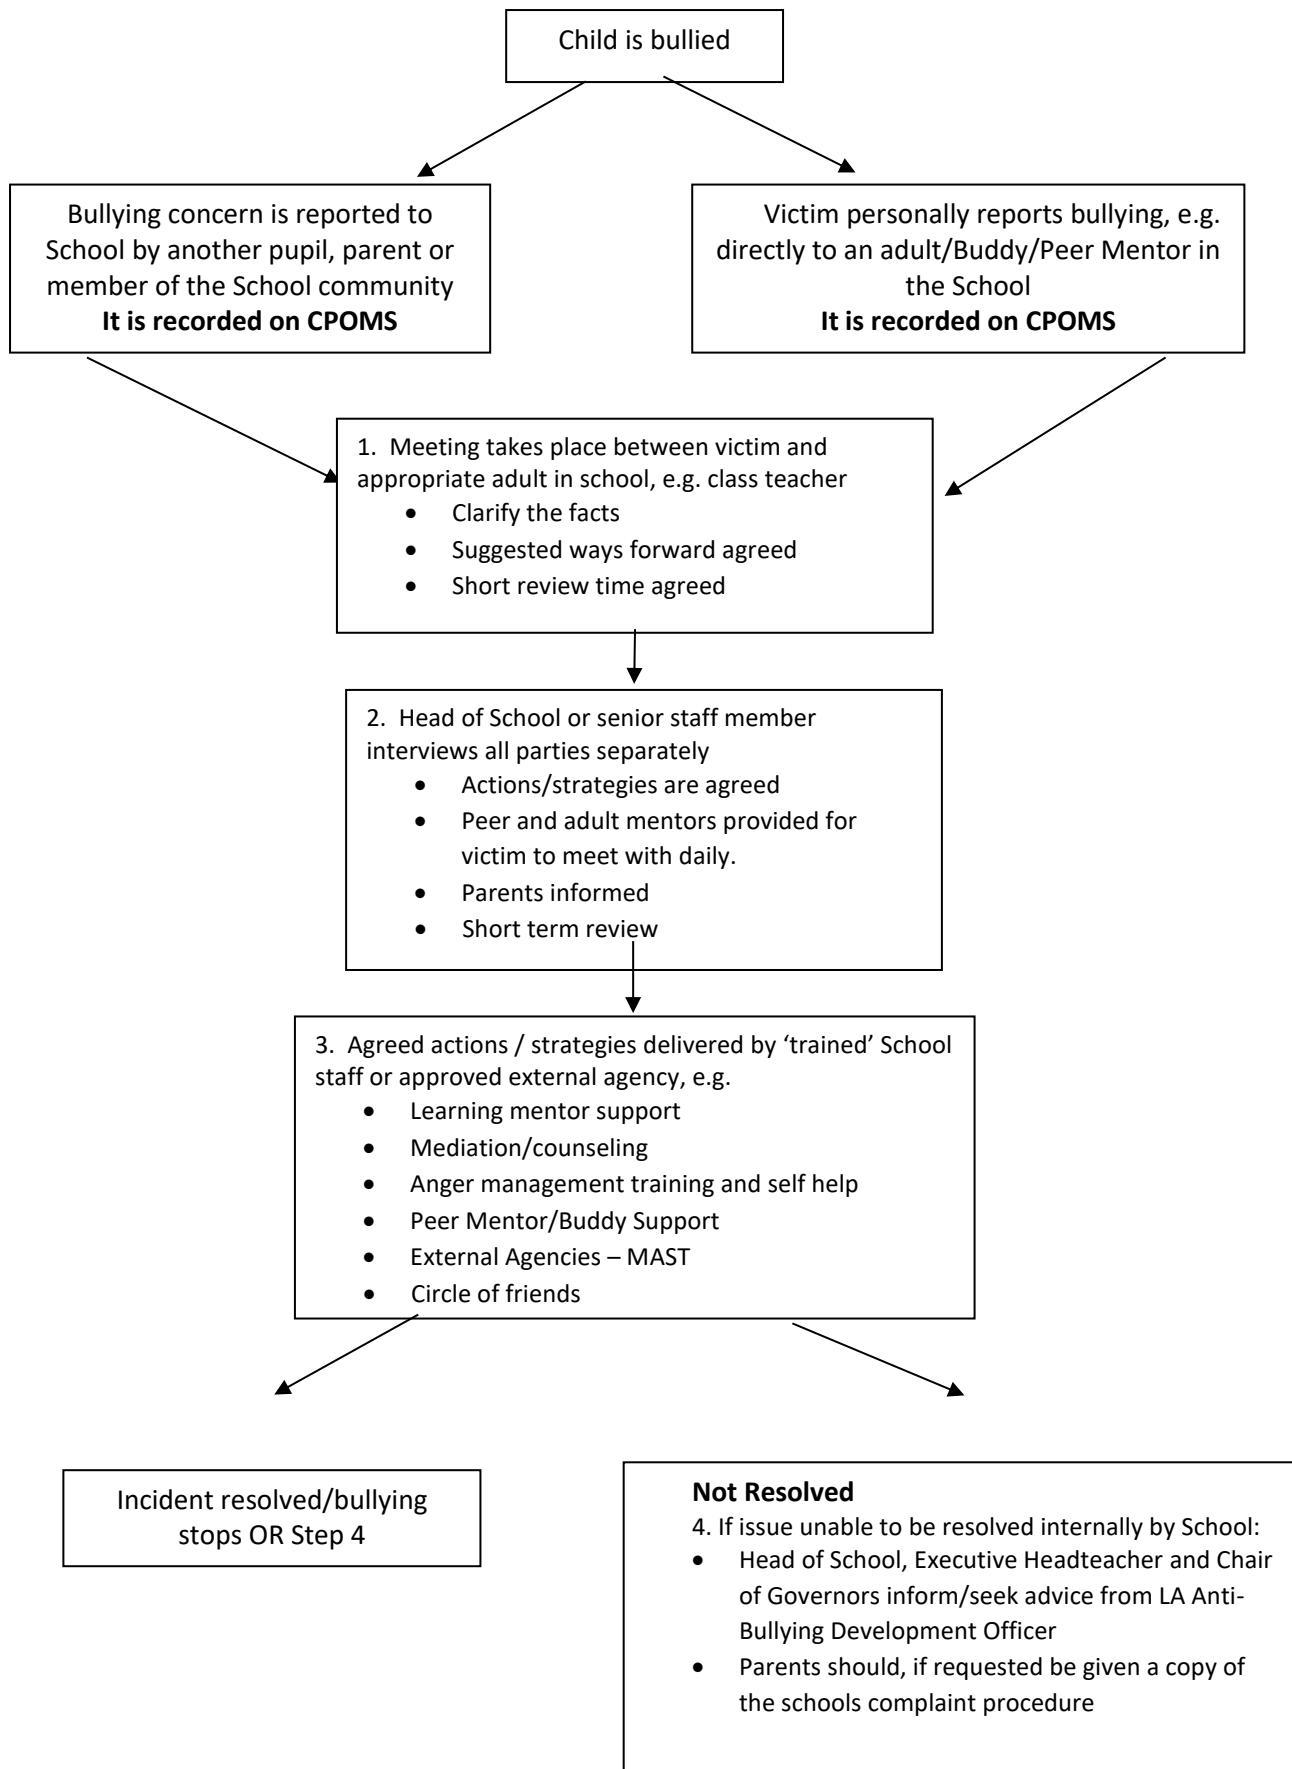 Child is bullied
Bullying concern is reported to
School by another pupil, parent or
member of the School community
It is recorded on CPOMS
Victim personally reports bullying, e.g.
directly to an adult/Buddy/Peer Mentor in
the School
It is recorded on CPOMS
1. Meeting takes place between victim and
appropriate adult in school, e.g. class teacher
• Clarify the facts
• Suggested ways forward agreed
• Short review time agreed
2. Head of School or senior staff member
interviews all parties separately
• Actions/strategies are agreed
• Peer and adult mentors provided for
victim to meet with daily.
• Parents informed
• Short term review
3. Agreed actions / strategies delivered by ‘trained’ School
staff or approved external agency, e.g.
• Learning mentor support
• Mediation/counseling
• Anger management training and self help
• Peer Mentor/Buddy Support
• External Agencies – MAST
• Circle of friends
Incident resolved/bullying
stops OR Step 4
Not Resolved
4. If issue unable to be resolved internally by School:
• Head of School, Executive Headteacher and Chair
of Governors inform/seek advice from LA Anti-
Bullying Development Officer
• Parents should, if requested be given a copy of
the schools complaint procedure